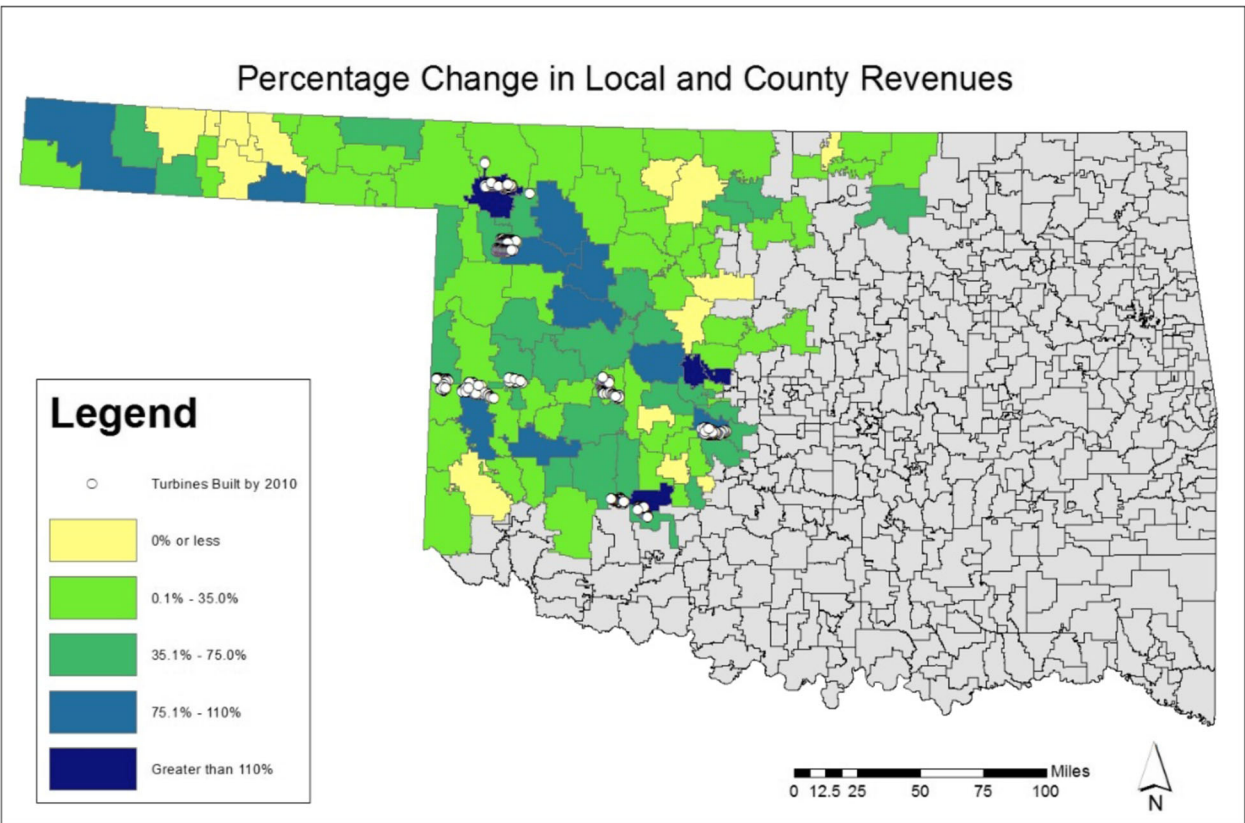 Percentage Change in Local and County Revenues
Legend
Turbines Built by 2010
0% or less
0.1% - 35.0%
35.1% - 75.0%
75.1% - 110%
Greater than 110%
Miles
0 12.5 25 50 75 100
N